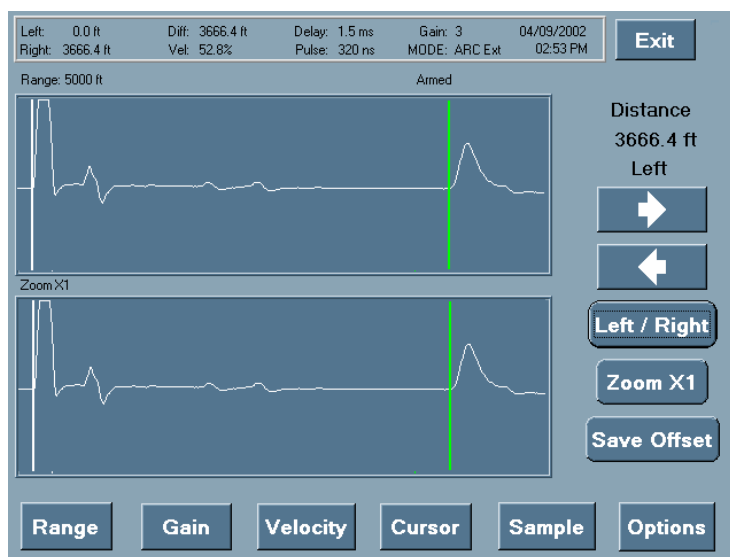 Left: 0.0 ft Diff: 3666.4 ft Delay: 1.5 ms Gain: 3 04/09/2002
Right: 3666.4 ft Vel: 52.8% Pulse: 320 ns MODE: ARC Ext 02:53 PM
Exit
Range: 5000 ft Armed
Distance
3666.4 ft
Left
Zoom X1
Left / Right
Zoom X1
Save Offset
Range Gain Velocity Cursor Sample Options